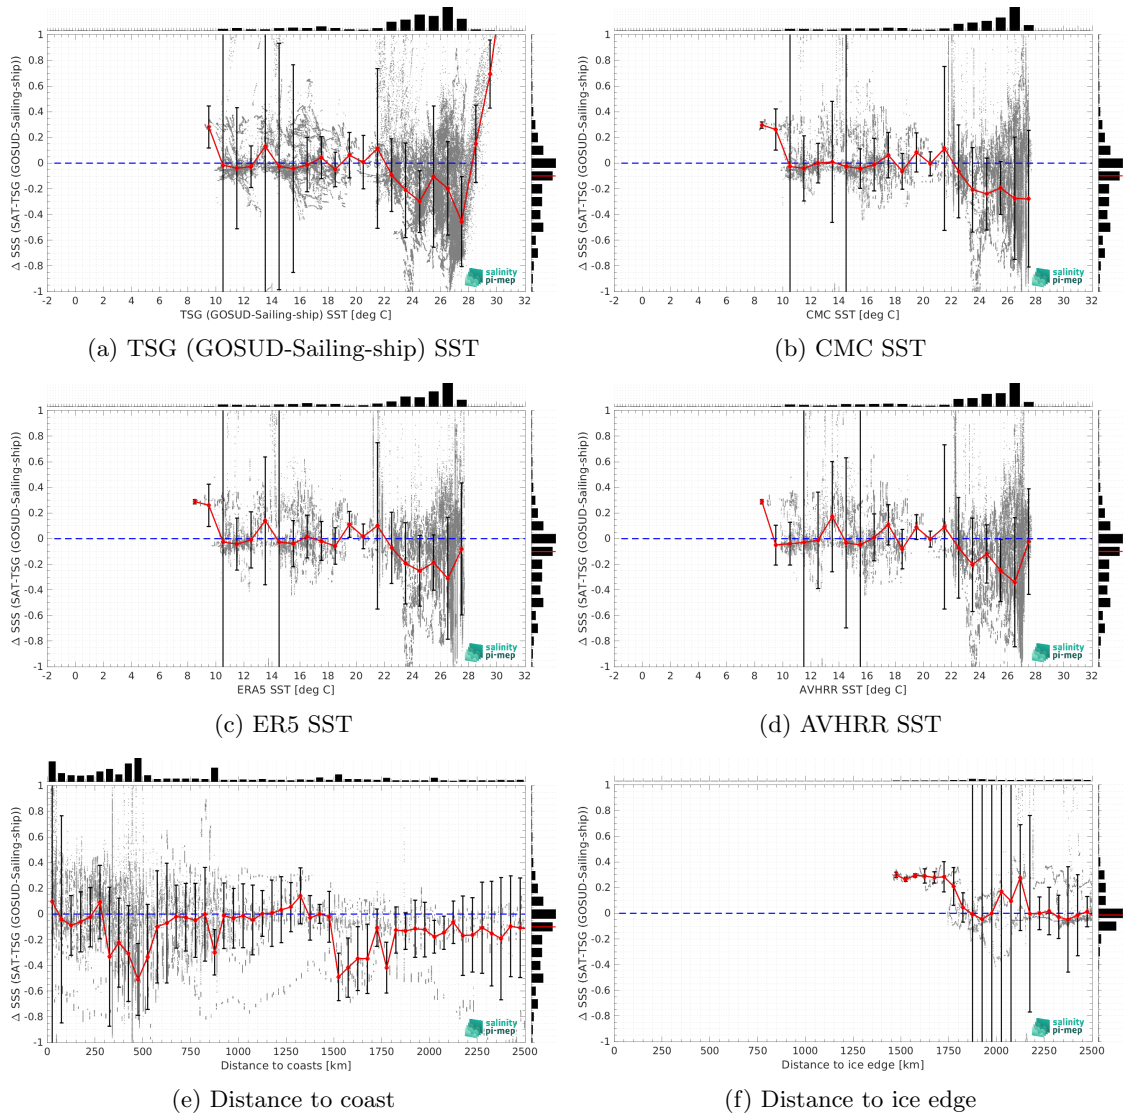 1
0.8
0.6
0.4
0.2
0
-0.2
-0.4
-0.6
-0.8
-1
Δ SSS (SAT-TSG (GOSUD-Sailing-ship))
-2 0 2 4 6 8 10 12 14 16 18 20 22 24 26 28 30 32
TSG (GOSUD-Sailing-ship) SST [deg C]
salinity
pi-mep
(a) TSG (GOSUD-Sailing-ship) SST
1
0.8
0.6
0.4
0.2
0
-0.2
-0.4
-0.6
-0.8
-1
Δ SSS (SAT-TSG (GOSUD-Sailing-ship))
-2 0 2 4 6 8 10 12 14 16 18 20 22 24 26 28 30 32
CMC SST [deg C]
salinity
pi-mep
(b) CMC SST
1
0.8
0.6
0.4
0.2
0
-0.2
-0.4
-0.6
-0.8
-1
Δ SSS (SAT-TSG (GOSUD-Sailing-ship))
-2 0 2 4 6 8 10 12 14 16 18 20 22 24 26 28 30 32
ERA5 SST [deg C]
salinity
pi-mep
(c) ER5 SST
1
0.8
0.6
0.4
0.2
0
-0.2
-0.4
-0.6
-0.8
-1
Δ SSS (SAT-TSG (GOSUD-Sailing-ship))
-2 0 2 4 6 8 10 12 14 16 18 20 22 24 26 28 30 32
AVHRR SST [deg C]
salinity
pi-mep
(d) AVHRR SST
1
0.8
0.6
0.4
0.2
0
-0.2
-0.4
-0.6
-0.8
-1
Δ SSS (SAT-TSG (GOSUD-Sailing-ship))
0 250 500 750 1000 1250 1500 1750 2000 2250 2500
Distance to coasts [km]
salinity
pi-mep
(e) Distance to coast
1
0.8
0.6
0.4
0.2
0
-0.2
-0.4
-0.6
-0.8
-1
Δ SSS (SAT-TSG (GOSUD-Sailing-ship))
0 250 500 750 1000 1250 1500 1750 2000 2250 2500
Distance to ice edge [km]
salinity
pi-mep
(f) Distance to ice edge